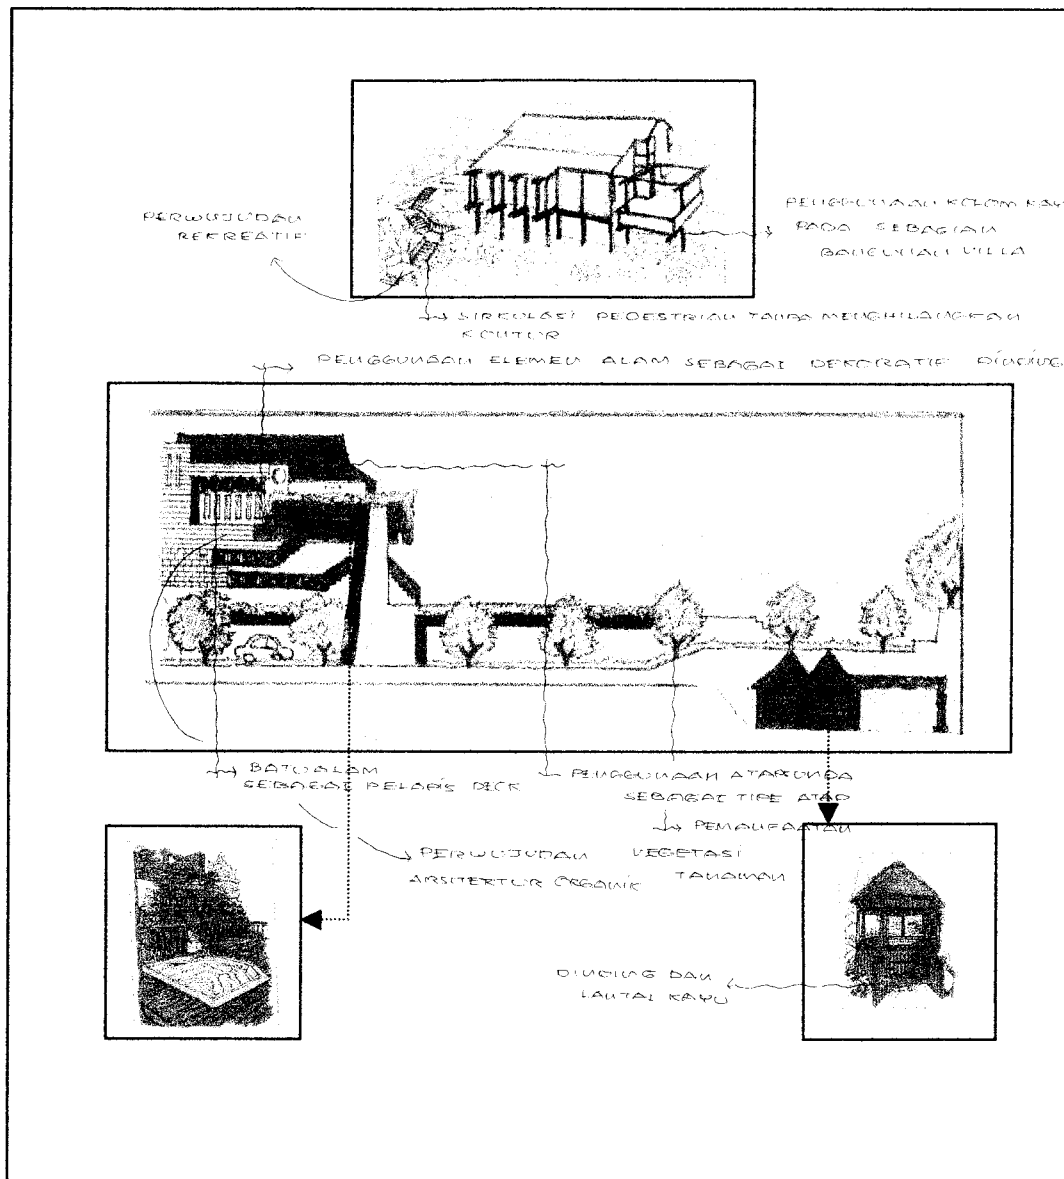 PERWUJUDAN
REKREATIF
PENGGUNAAN KOLOM KAY
PADA SEBAGIAN
BANGUNAN VILLA
SIRKULASI PEDESTRIAN TANPA MENGHILANGKAN
KONTUR
PENGGUNAAN ELEMEN ALAM SEBAGAI DEKORATIF DINDING
BATU ALAM
SEBAGAI PELAPIS DECK
PENGGUNAAN ATAP
SEBAGAI TIPE ATAP
PEMANFAATAN
VEGETASI
TANAMAN
PERWUJUDAN
ARSITEKTUR ORGANIK
DINDING DAN
LANTAI KAYU